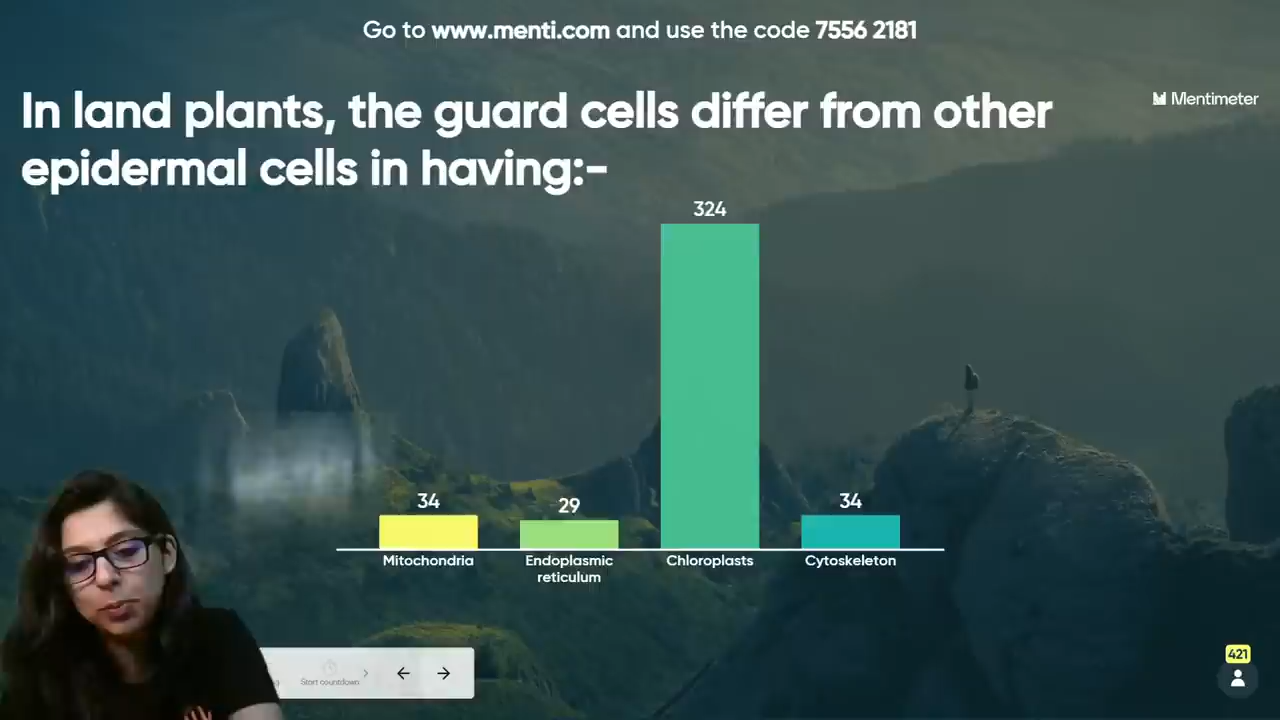 Go to www.menti.com and use the code 7556 2181
In land plants, the guard cells differ from other
epidermal cells in having:-
Mentimeter
324
34
29
34
Mitochondria
Endoplasmic
reticulum
Chloroplasts
Cytoskeleton
421
Start countdown